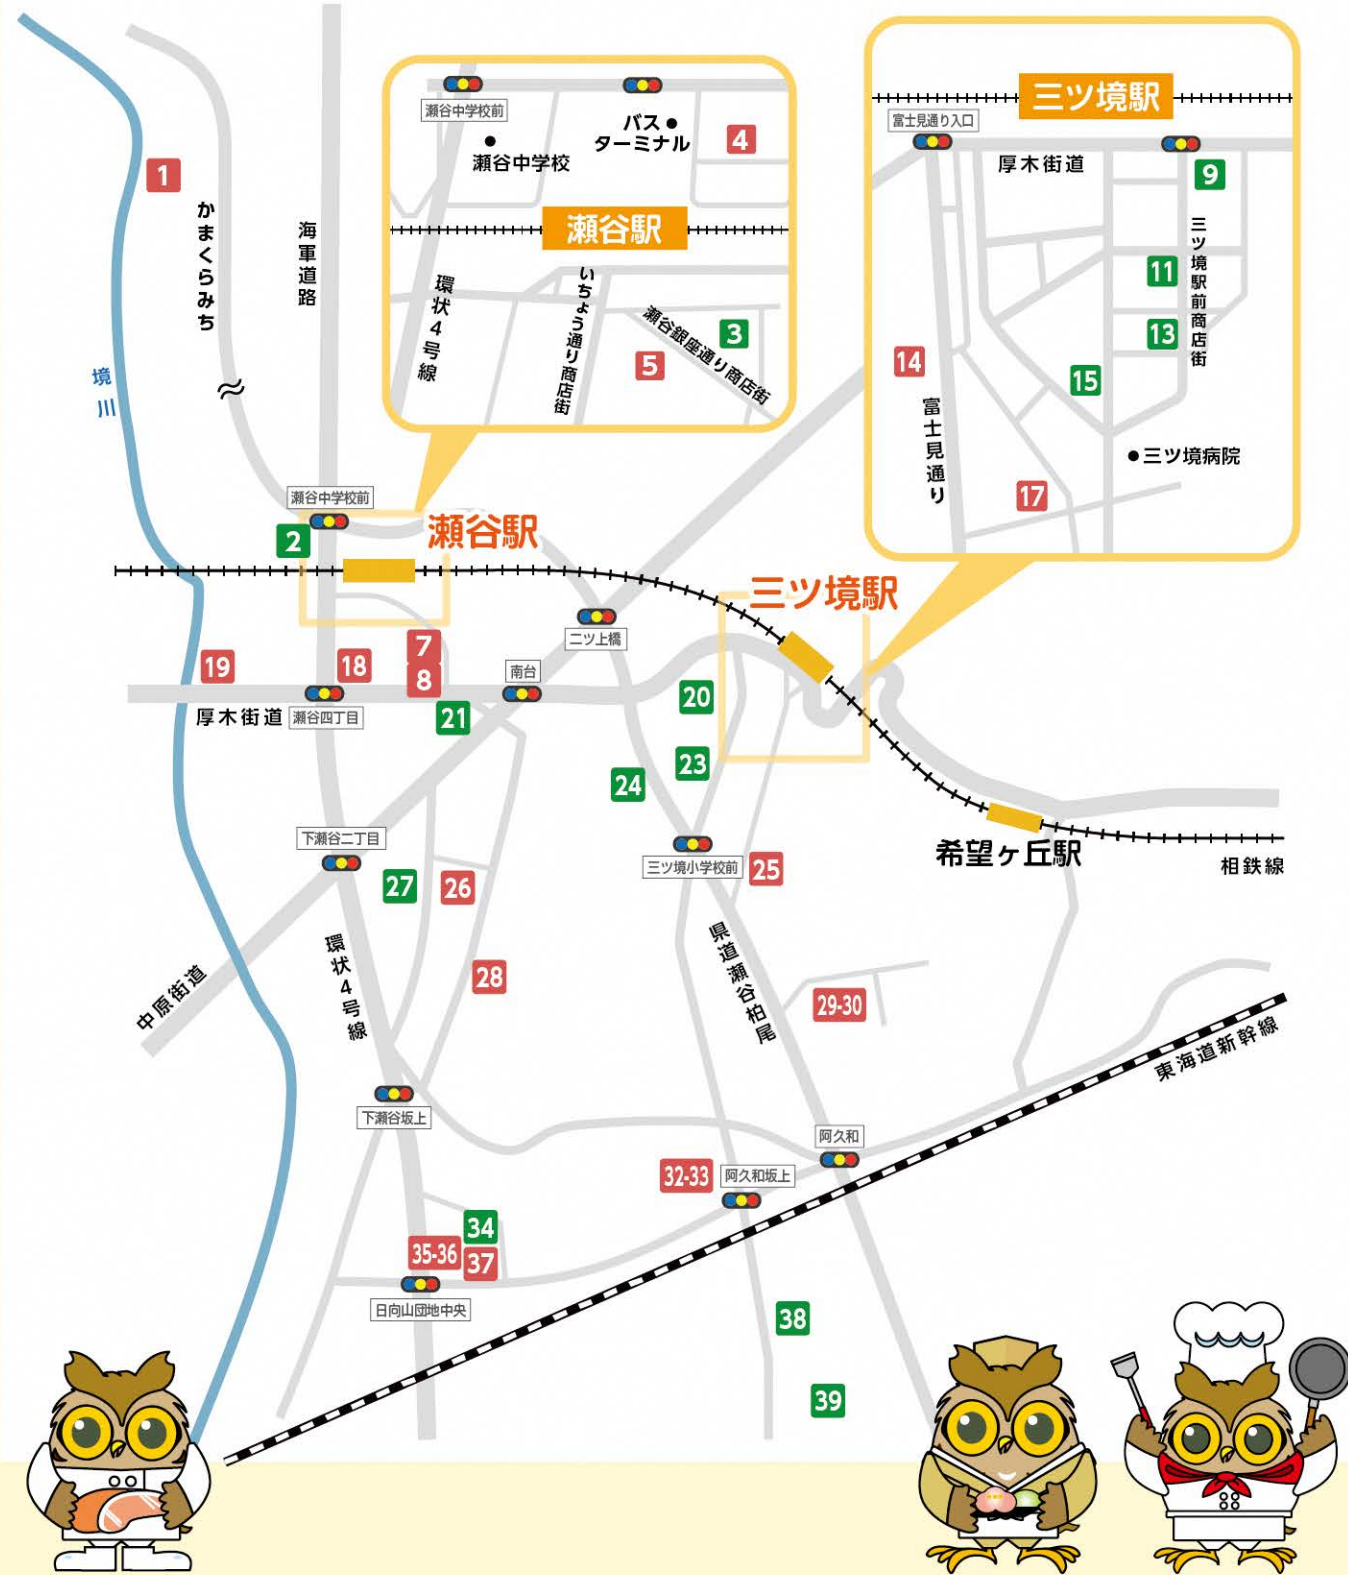 瀬谷中学校前
瀬谷中学校
バス
ターミナル
4
瀬谷駅
環状4号線
いちょう通り商店街
瀬谷銀座通り商店街
3
5
三ツ境駅
富士見通り入口
厚木街道
9
三ツ境駅前商店街
11
13
14
15
富士見通り
三ツ境病院
17
1
かまくらみち
海軍道路
境川
瀬谷中学校前
2
瀬谷駅
三ツ境駅
二ツ上橋
7
8
19
18
南台
厚木街道
瀬谷四丁目
21
20
23
24
下瀬谷二丁目
三ツ境小学校前
希望ヶ丘駅
相鉄線
25
27
26
28
環状4号線
中原街道
県道瀬谷柏尾
29-30
東海道新幹線
下瀬谷坂上
阿久和
32-33
阿久和坂上
34
35-36
37
日向山団地中央
38
39